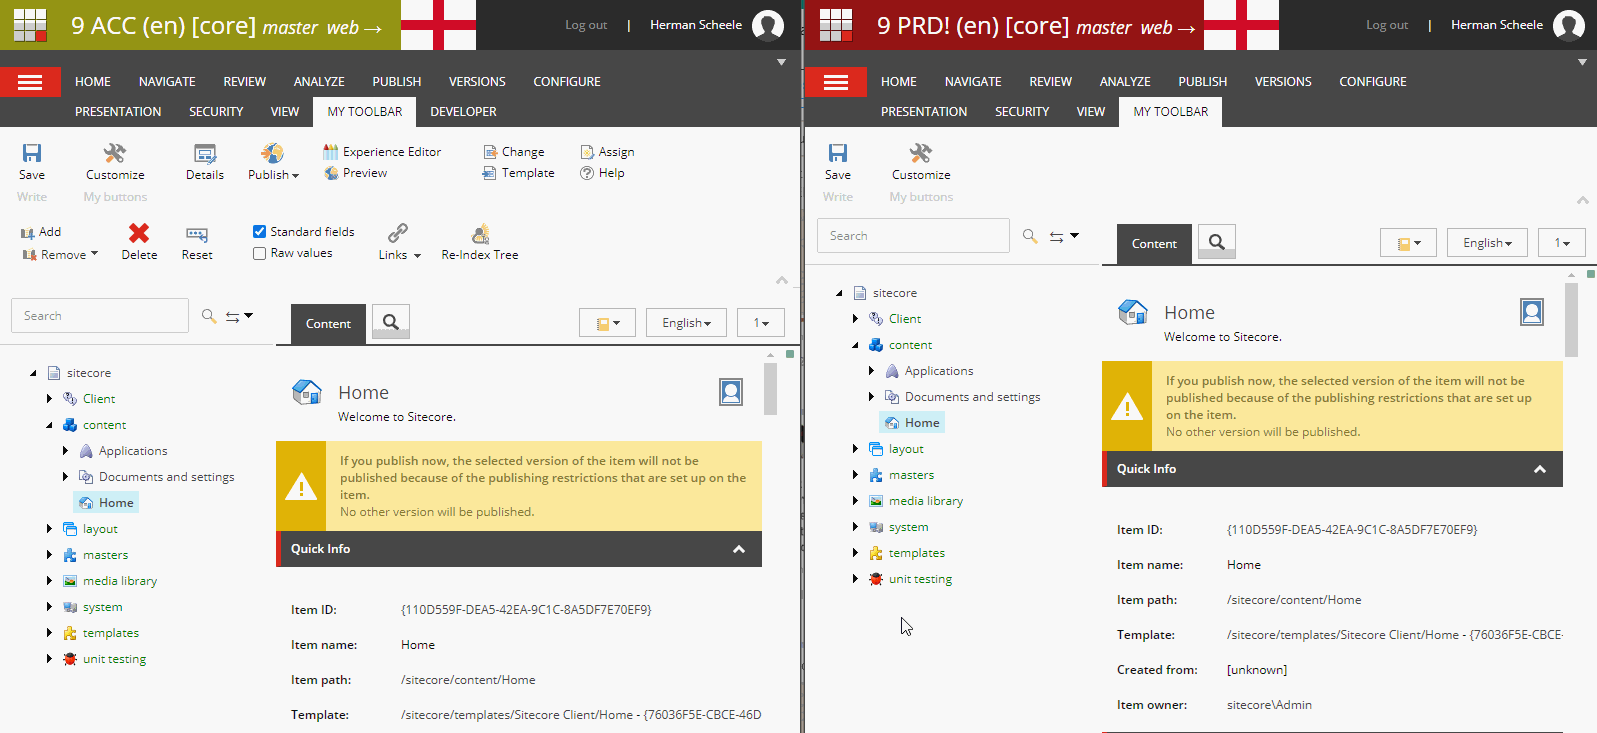 9 ACC (en) [core] master web →
Log out | Herman Scheele
HOME NAVIGATE REVIEW ANALYZE PUBLISH VERSIONS CONFIGURE
PRESENTATION SECURITY VIEW MY TOOLBAR DEVELOPER
Save Customize Details Publish Experience Editor Change Assign
Preview Template Help
Write My buttons
Add Delete Reset Standard fields Links Re-Index Tree
Remove Raw values
Search
Content English 1
sitecore
Client
content
Applications
Documents and settings
Home
layout
masters
media library
system
templates
unit testing
Home
Welcome to Sitecore.
If you publish now, the selected version of the item will not be
published because of the publishing restrictions that are set up on the
item.
No other version will be published.
Quick Info
Item ID: {110D559F-DEA5-42EA-9C1C-8A5DF7E70EF9}
Item name: Home
Item path: /sitecore/content/Home
Template: /sitecore/templates/Sitecore Client/Home - {76036F5E-CBCE-46D
9 PRD! (en) [core] master web →
Log out | Herman Scheele
HOME NAVIGATE REVIEW ANALYZE PUBLISH VERSIONS CONFIGURE
PRESENTATION SECURITY VIEW MY TOOLBAR
Save Customize
Write My buttons
Search
Content English 1
sitecore
Client
content
Applications
Documents and settings
Home
layout
masters
media library
system
templates
unit testing
Home
Welcome to Sitecore.
If you publish now, the selected version of the item will not be
published because of the publishing restrictions that are set up
on the item.
No other version will be published.
Quick Info
Item ID: {110D559F-DEA5-42EA-9C1C-8A5DF7E70EF9}
Item name: Home
Item path: /sitecore/content/Home
Template: /sitecore/templates/Sitecore Client/Home - {76036F5E-CBCE-
Created from: [unknown]
Item owner: sitecore\Admin